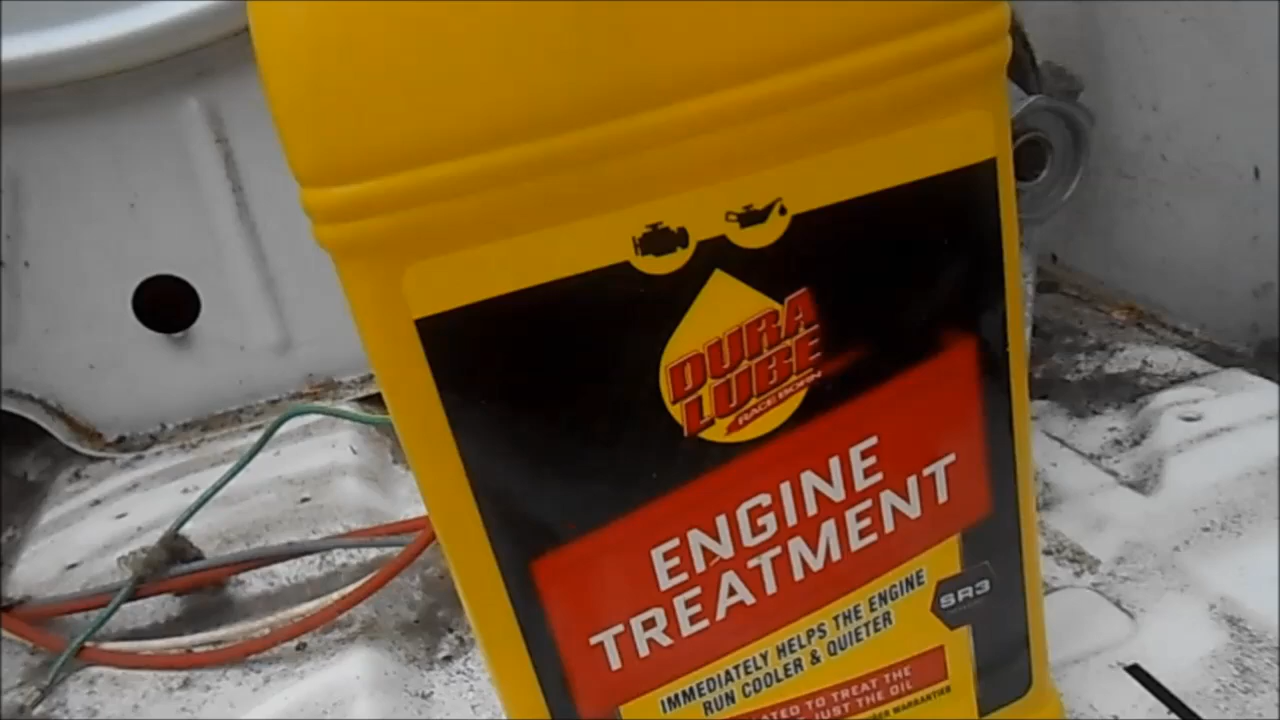 DURA
LUBE
RACE BORN
ENGINE
TREATMENT
SR3
IMMEDIATELY HELPS THE ENGINE
RUN COOLER & QUIETER
TO TREAT THE
JUST THE OIL
WARRANTIES